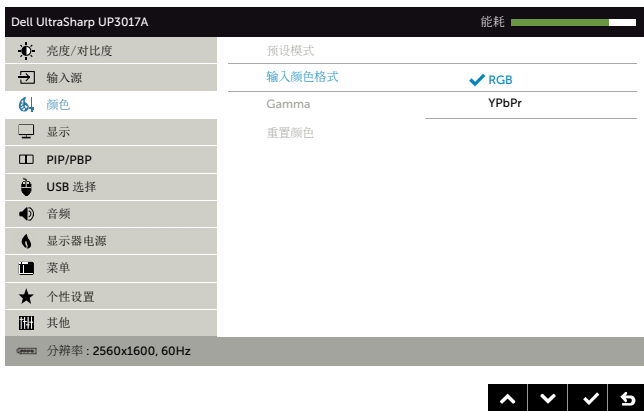 Dell UltraSharp UP3017A 能耗
亮度/对比度 预设模式
输入源 输入颜色格式 RGB
颜色 Gamma YPbPr
显示 重置颜色
PIP/PBP
USB 选择
音频
显示器电源
菜单
个性设置
其他
分辨率 : 2560x1600, 60Hz